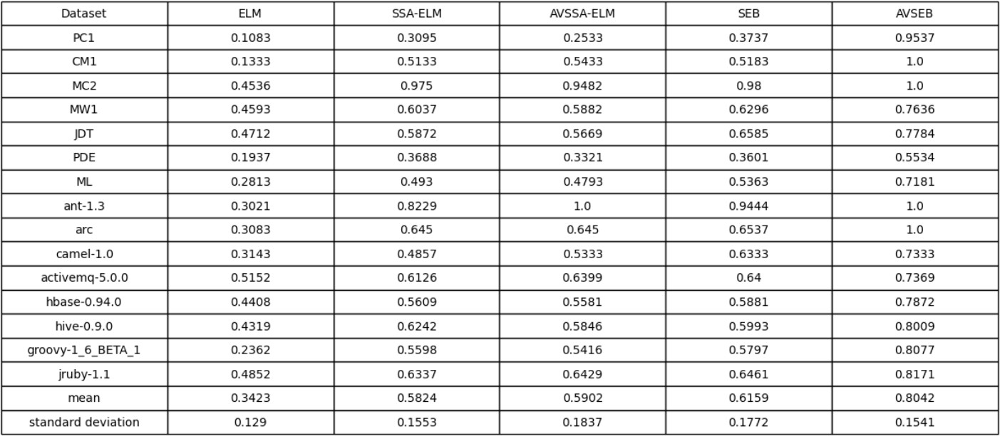 Dataset ELM SSA-ELM AVSSA-ELM SEB AVSEB
PC1 0.1083 0.3095 0.2533 0.3737 0.9537
CM1 0.1333 0.5133 0.5433 0.5183 1.0
MC2 0.4536 0.975 0.9482 0.98 1.0
MW1 0.4593 0.6037 0.5882 0.6296 0.7636
JDT 0.4712 0.5872 0.5669 0.6585 0.7784
PDE 0.1937 0.3688 0.3321 0.3601 0.5534
ML 0.2813 0.493 0.4793 0.5363 0.7181
ant-1.3 0.3021 0.8229 1.0 0.9444 1.0
arc 0.3083 0.645 0.645 0.6537 1.0
camel-1.0 0.3143 0.4857 0.5333 0.6333 0.7333
activemq-5.0.0 0.5152 0.6126 0.6399 0.64 0.7369
hbase-0.94.0 0.4408 0.5609 0.5581 0.5881 0.7872
hive-0.9.0 0.4319 0.6242 0.5846 0.5993 0.8009
groovy-1_6_BETA_1 0.2362 0.5598 0.5416 0.5797 0.8077
jruby-1.1 0.4852 0.6337 0.6429 0.6461 0.8171
mean 0.3423 0.5824 0.5902 0.6159 0.8042
standard deviation 0.129 0.1553 0.1837 0.1772 0.1541